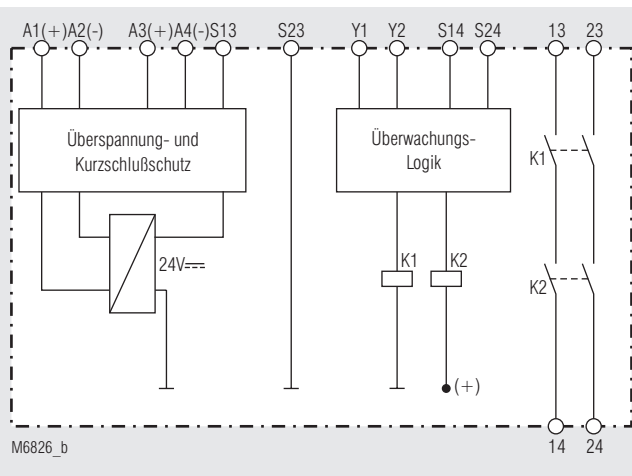 A1(+)A2(-) A3(+)A4(-)S13 S23 Y1 Y2 S14 S24 13 23
Überspannung- und
Kurzschlußschutz
Überwachungs-
Logik
K1
24V
K1 K2
K2
(+)
M6826_b
14 24